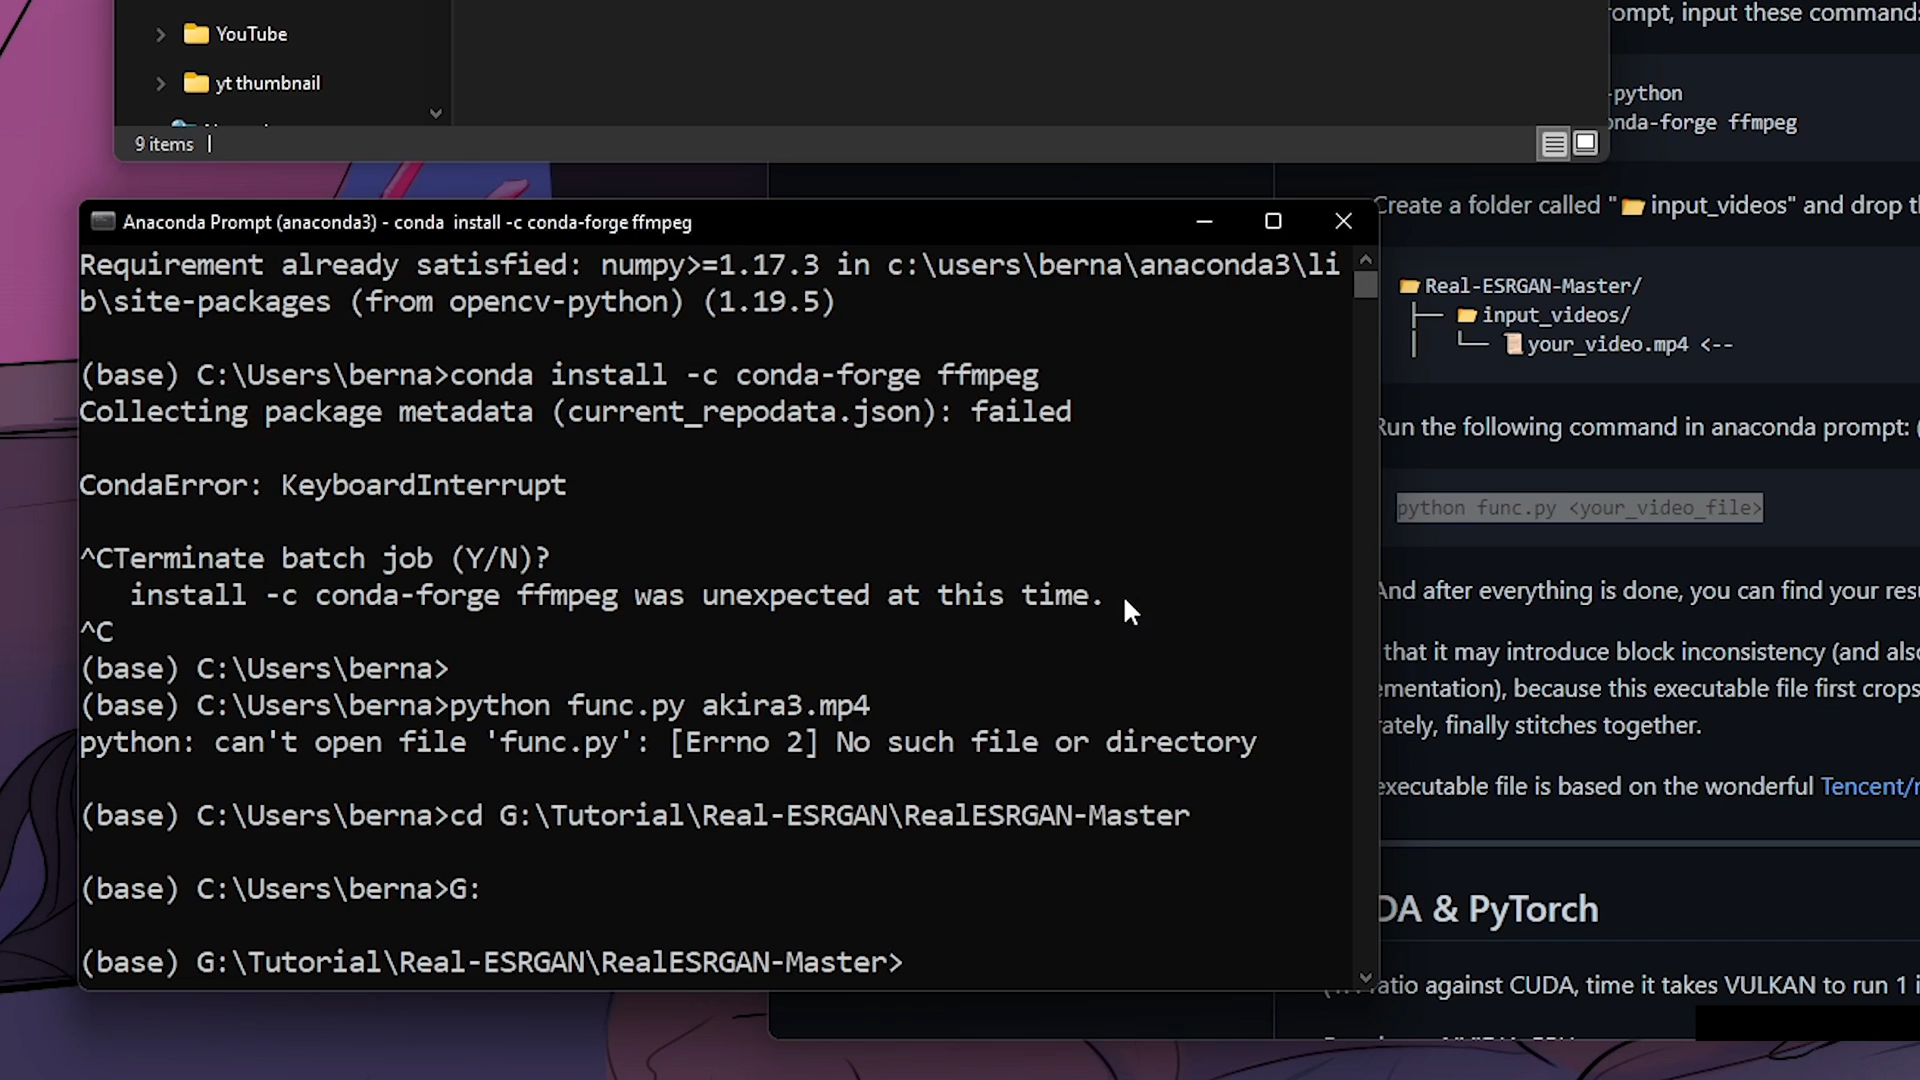 YouTube
yt thumbnail
9 items
prompt, input these command
-python
conda-forge ffmpeg
Anaconda Prompt (anaconda3) - conda  install -c conda-forge ffmpeg
Requirement already satisfied: numpy>=1.17.3 in c:\users\berna\anaconda3\li
b\site-packages (from opencv-python) (1.19.5)
(base) C:\Users\berna>conda install -c conda-forge ffmpeg
Collecting package metadata (current_repodata.json): failed
CondaError: KeyboardInterrupt
^CTerminate batch job (Y/N)?
install -c conda-forge ffmpeg was unexpected at this time.
^C
(base) C:\Users\berna>
(base) C:\Users\berna>python func.py akira3.mp4
python: can't open file 'func.py': [Errno 2] No such file or directory
(base) C:\Users\berna>cd G:\Tutorial\Real-ESRGAN\RealESRGAN-Master
(base) C:\Users\berna>G:
(base) G:\Tutorial\Real-ESRGAN\RealESRGAN-Master>
Create a folder called "📂 input_videos" and drop
Real-ESRGAN-Master/
├── input_videos/
│   └── your_video.mp4 <--
Run the following command in anaconda prompt: (
python func.py <your_video_file>
And after everything is done, you can find your
that it may introduce block inconsistency (and
ementation), because this executable file first crops
rately, finally stitches together.
executable file is based on the wonderful Tencent/
DA & PyTorch
ratio against CUDA, time it takes VULKAN to run 1